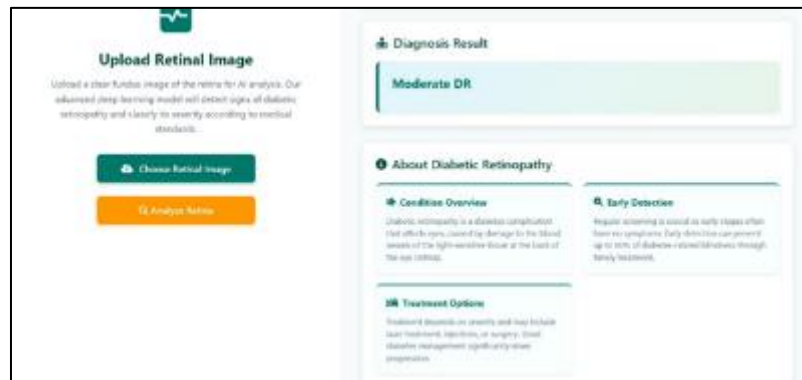 Upload Retinal Image
Upload a clear fundus image of the retina for AI analysis. Our
advanced deep learning model will detect signs of diabetic
retinopathy and classify its severity according to medical
standards.
Choose Retinal Image
Analyze Retina
Diagnosis Result
Moderate DR
About Diabetic Retinopathy
Condition Overview
Diabetic retinopathy is a diabetes complication
that affects eyes, caused by damage to the blood
vessels of the light-sensitive tissue at the back of
the eye (retina).
Early Detection
Regular screening is crucial as early stages often
have no symptoms. Early detection can prevent
up to of diabetes-related blindness through
timely treatment.
Treatment Options
Treatment depends on severity and may include
laser treatment, injections, or surgery. Good
diabetes management significantly slows
progression.